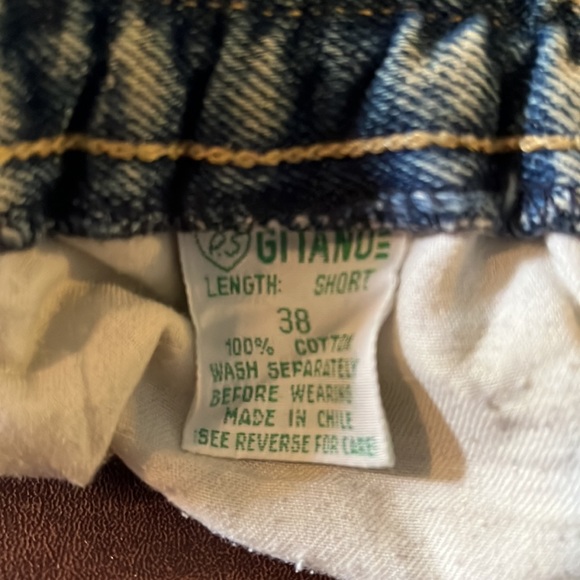 P.S GITANO
LENGTH: SHORT
38
100% COTTON
WASH SEPARATELY
BEFORE WEARING
MADE IN CHILE
(SEE REVERSE FOR CARE)